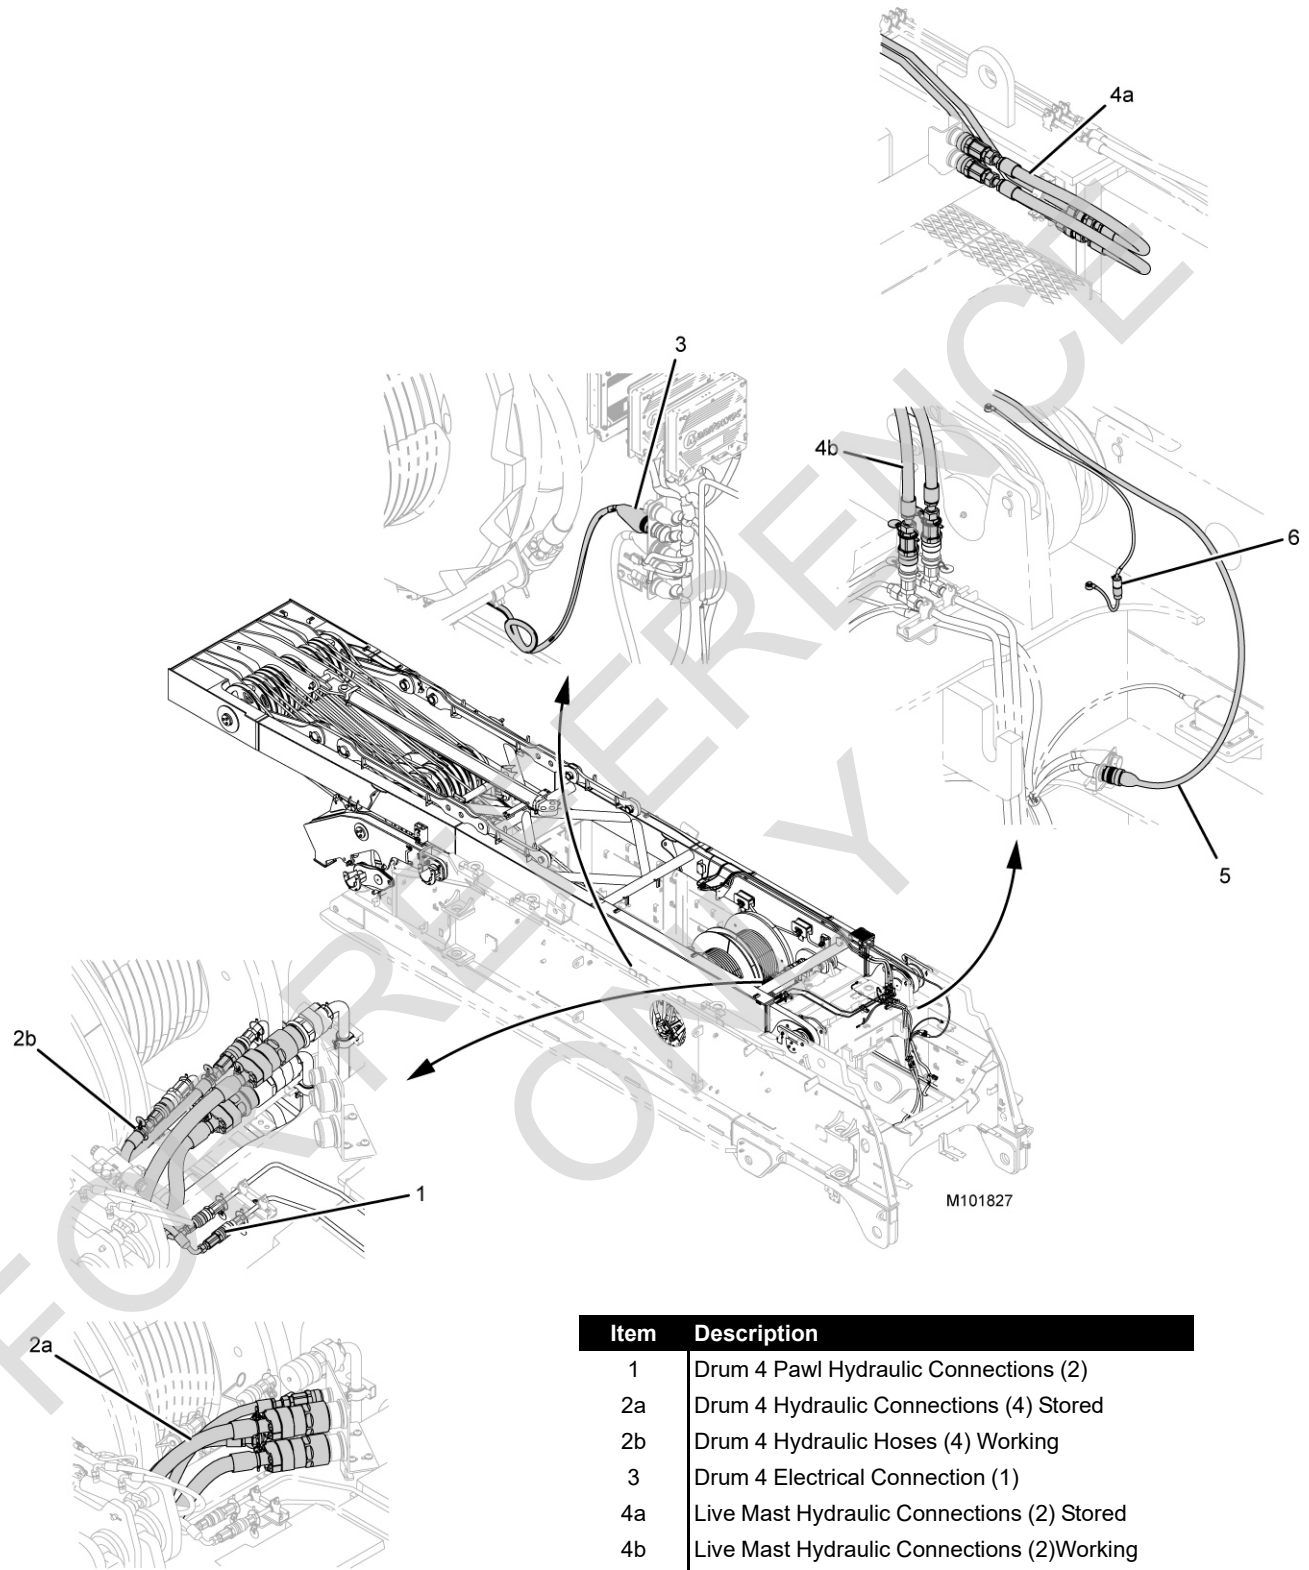 4a
3
4b
6
5
2b
1
M101827
2a
Item Description
1 Drum 4 Pawl Hydraulic Connections (2)
2a Drum 4 Hydraulic Connections (4) Stored
2b Drum 4 Hydraulic Hoses (4) Working
3 Drum 4 Electrical Connection (1)
4a Live Mast Hydraulic Connections (2) Stored
4b Live Mast Hydraulic Connections (2)Working
FOR REFERENCE
ONLY